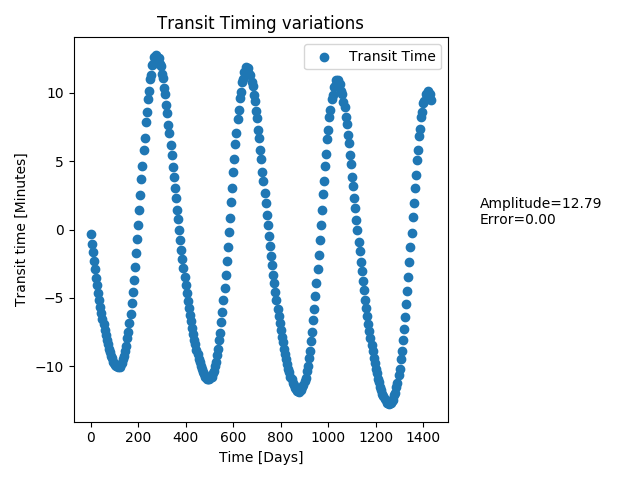 Transit Timing variations
Transit Time
Transit time [Minutes]
10
5
0
−5
−10
0
200
400
600
800
1000
1200
1400
Time [Days]
Amplitude=12.79
Error=0.00